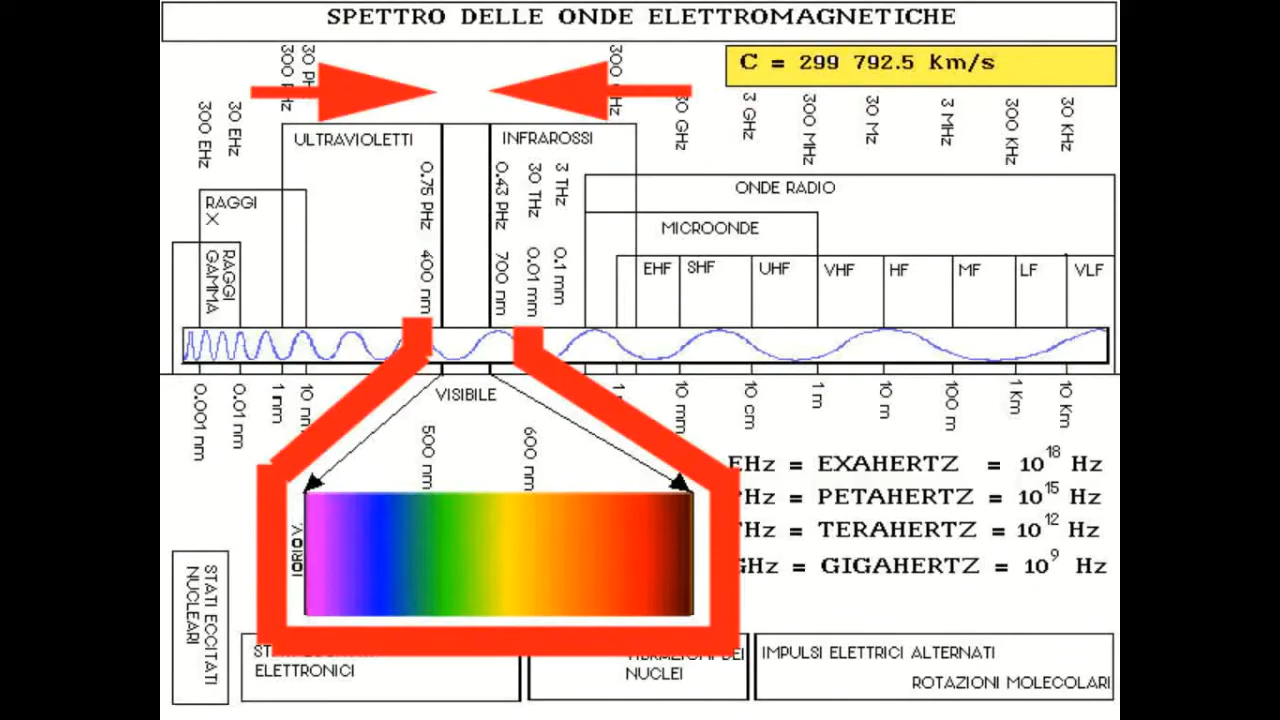 SPETTRO DELLE ONDE ELETTROMAGNETICHE
C = 299 792.5 Km/s
300 EHz
30 EHz
300
30
300
30 GHz
3 GHz
300 MHz
30 Mz
3 MHz
300 KHz
30 KHz
ULTRAVIOLETTI
INFRAROSSI
0.75 PHz
400 nm
0.43 PHz
700 nm
30 THz
0.01 mm
3 THz
0.1 mm
ONDE RADIO
MICROONDE
RAGGI
X
RAGGI
GAMMA
EHF
SHF
UHF
VHF
HF
MF
LF
VLF
0.001 nm
0.01 nm
1 nm
10
VISIBILE
10 mm
10 cm
1 m
10 m
100 m
1 Km
10 Km
500 nm
600 nm
EHz = EXAHERTZ = 10^18 Hz
PHz = PETAHERTZ = 10^15 Hz
THz = TERAHERTZ = 10^12 Hz
GHz = GIGAHERTZ = 10^9 Hz
STATI ECCITATI
NUCLEARI
ELETTRONICI
VIBRAZIONI DEI
NUCLEI
IMPULSI ELETTRICI ALTERNATI
ROTAZIONI MOLECOLARI